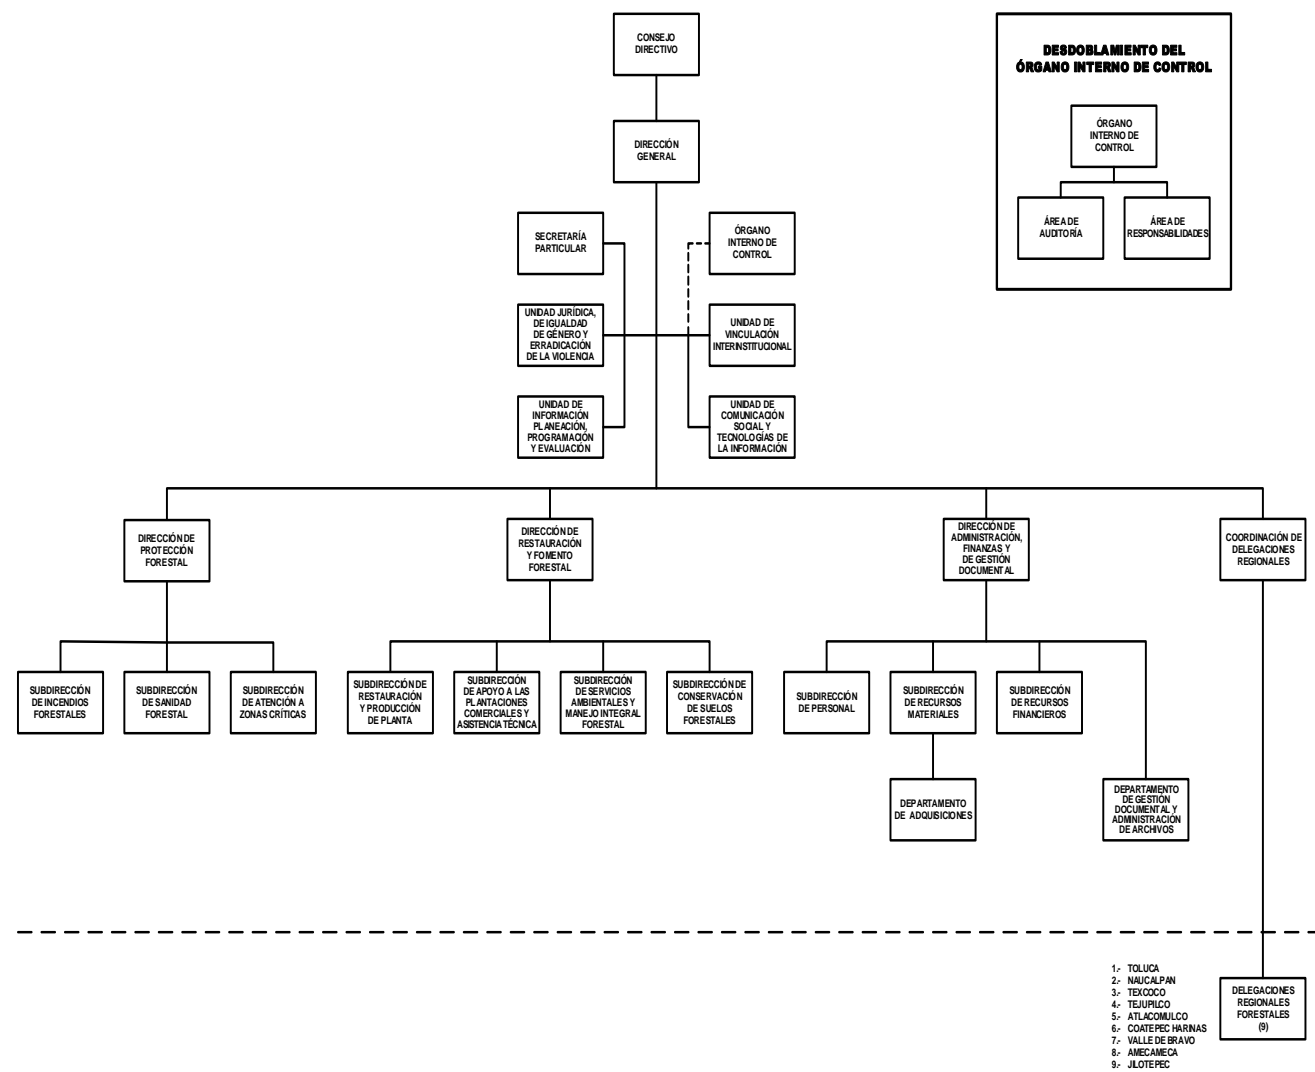 CONSEJO
DIRECTIVO
DESDOBLAMIENTO DEL
ÓRGANO INTERNO DE CONTROL
ÓRGANO
INTERNO DE
CONTROL
ÁREA DE
AUDITORÍA
ÁREA DE
RESPONSABILIDADES
DIRECCIÓN
GENERAL
SECRETARÍA
PARTICULAR
ÓRGANO
INTERNO DE
CONTROL
UNIDAD JURÍDICA,
DE IGUALDAD
DE GÉNERO Y
ERRADICACIÓN
DE LA VIOLENCIA
UNIDAD DE
VINCULACIÓN
INTERINSTITUCIONAL
UNIDAD DE
INFORMACIÓN
PLANEACIÓN,
PROGRAMACIÓN
Y EVALUACIÓN
UNIDAD DE
COMUNICACIÓN
SOCIAL Y
TECNOLOGÍAS DE
LA INFORMACIÓN
DIRECCIÓN DE
PROTECCIÓN
FORESTAL
DIRECCIÓN DE
RESTAURACIÓN
Y FOMENTO
FORESTAL
DIRECCIÓN DE
ADMINISTRACIÓN,
FINANZAS Y
DE GESTIÓN
DOCUMENTAL
COORDINACIÓN DE
DELEGACIONES
REGIONALES
SUBDIRECCIÓN
DE INCENDIOS
FORESTALES
SUBDIRECCIÓN
DE SANIDAD
FORESTAL
SUBDIRECCIÓN
DE ATENCIÓN A
ZONAS CRÍTICAS
SUBDIRECCIÓN DE
RESTAURACIÓN
Y PRODUCCIÓN
DE PLANTA
SUBDIRECCIÓN
DE APOYO A LAS
PLANTACIONES
COMERCIALES Y
ASISTENCIA TÉCNICA
SUBDIRECCIÓN
DE SERVICIOS
AMBIENTALES Y
MANEJO INTEGRAL
FORESTAL
SUBDIRECCIÓN DE
CONSERVACIÓN
DE SUELOS
FORESTALES
SUBDIRECCIÓN
DE PERSONAL
SUBDIRECCIÓN
DE RECURSOS
MATERIALES
SUBDIRECCIÓN
DE RECURSOS
FINANCIEROS
DEPARTAMENTO
DE ADQUISICIONES
DEPARTAMENTO
DE GESTIÓN
DOCUMENTAL Y
ADMINISTRACIÓN
DE ARCHIVOS
1.- TOLUCA
2.- NAUCALPAN
3.- TEXCOCO
4.- TEJUPILCO
5.- ATLACOMULCO
6.- COATEPEC HARINAS
7.- VALLE DE BRAVO
8.- AMECAMECA
9.- JILOTEPEC
DELEGACIONES
REGIONALES
FORESTALES
(9)